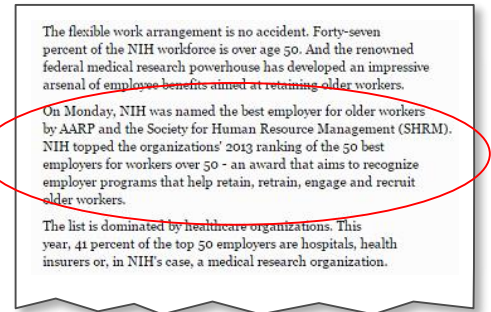 The flexible work arrangement is no accident. Forty-seven
percent of the NIH workforce is over age 50. And the renowned
federal medical research powerhouse has developed an impressive
arsenal of employee benefits aimed at retaining older workers.
On Monday, NIH was named the best employer for older workers
by AARP and the Society for Human Resource Management (SHRM).
NIH topped the organizations' 2013 ranking of the 50 best
employers for workers over 50 - an award that aims to recognize
employer programs that help retain, retrain, engage and recruit
older workers.
The list is dominated by healthcare organizations. This
year, 41 percent of the top 50 employers are hospitals, health
insurers or, in NIH's case, a medical research organization.